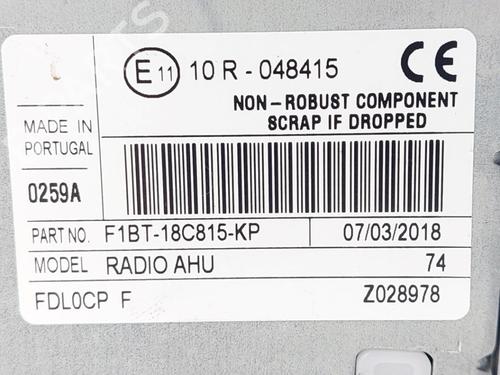 E 11 10 R - 048415 CE
NON-ROBUST COMPONENT
SCRAP IF DROPPED
MADE IN
PORTUGAL
0259A
PART NO. F1BT-18C815-KP 07/03/2018
MODEL RADIO AHU 74
FDL0CP F Z028978